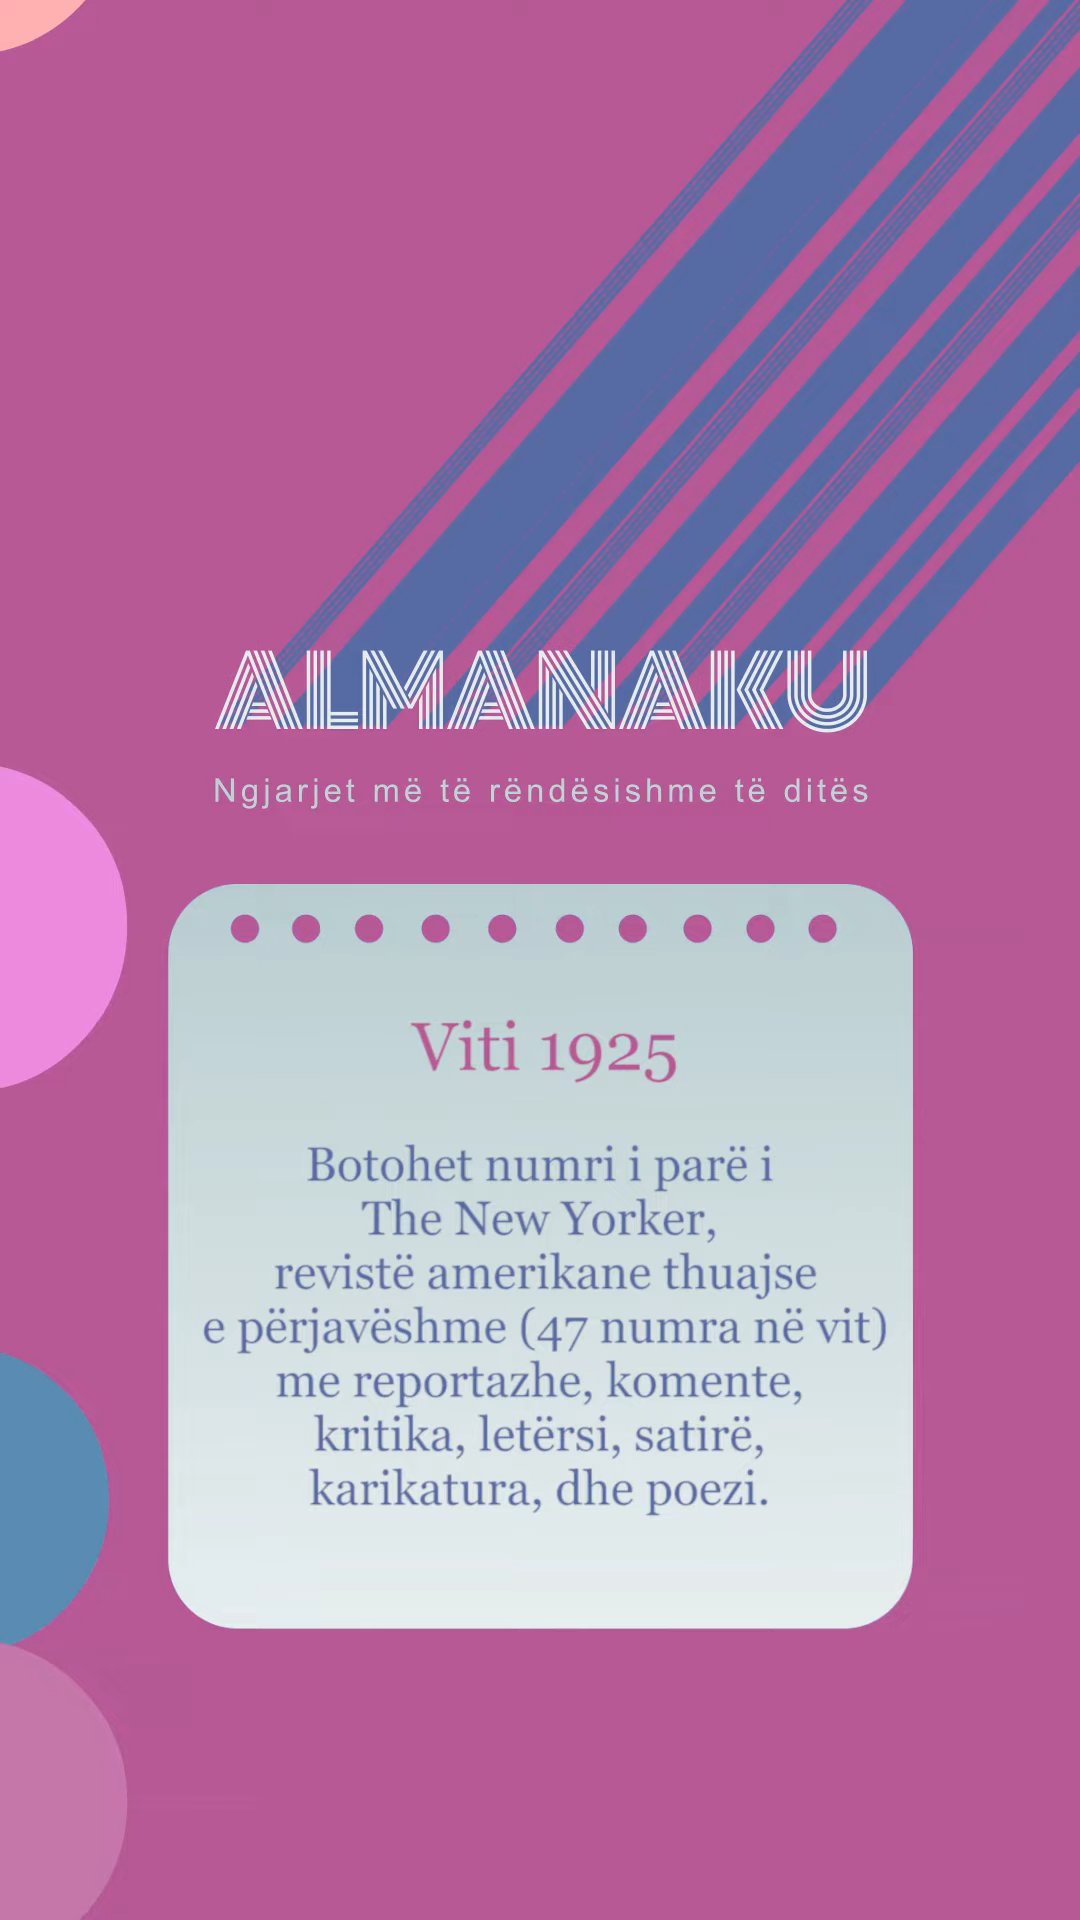 ALMANAKU
Ngjarjet më të rëndësishme të ditës
Viti 1925
Botohet numri i parë i
The New Yorker,
revistë amerikane thuajse
e përjavëshme (47 numra në vit)
me reportazhe, komente,
kritika, letërsi, satirë,
karikatura, dhe poezi.